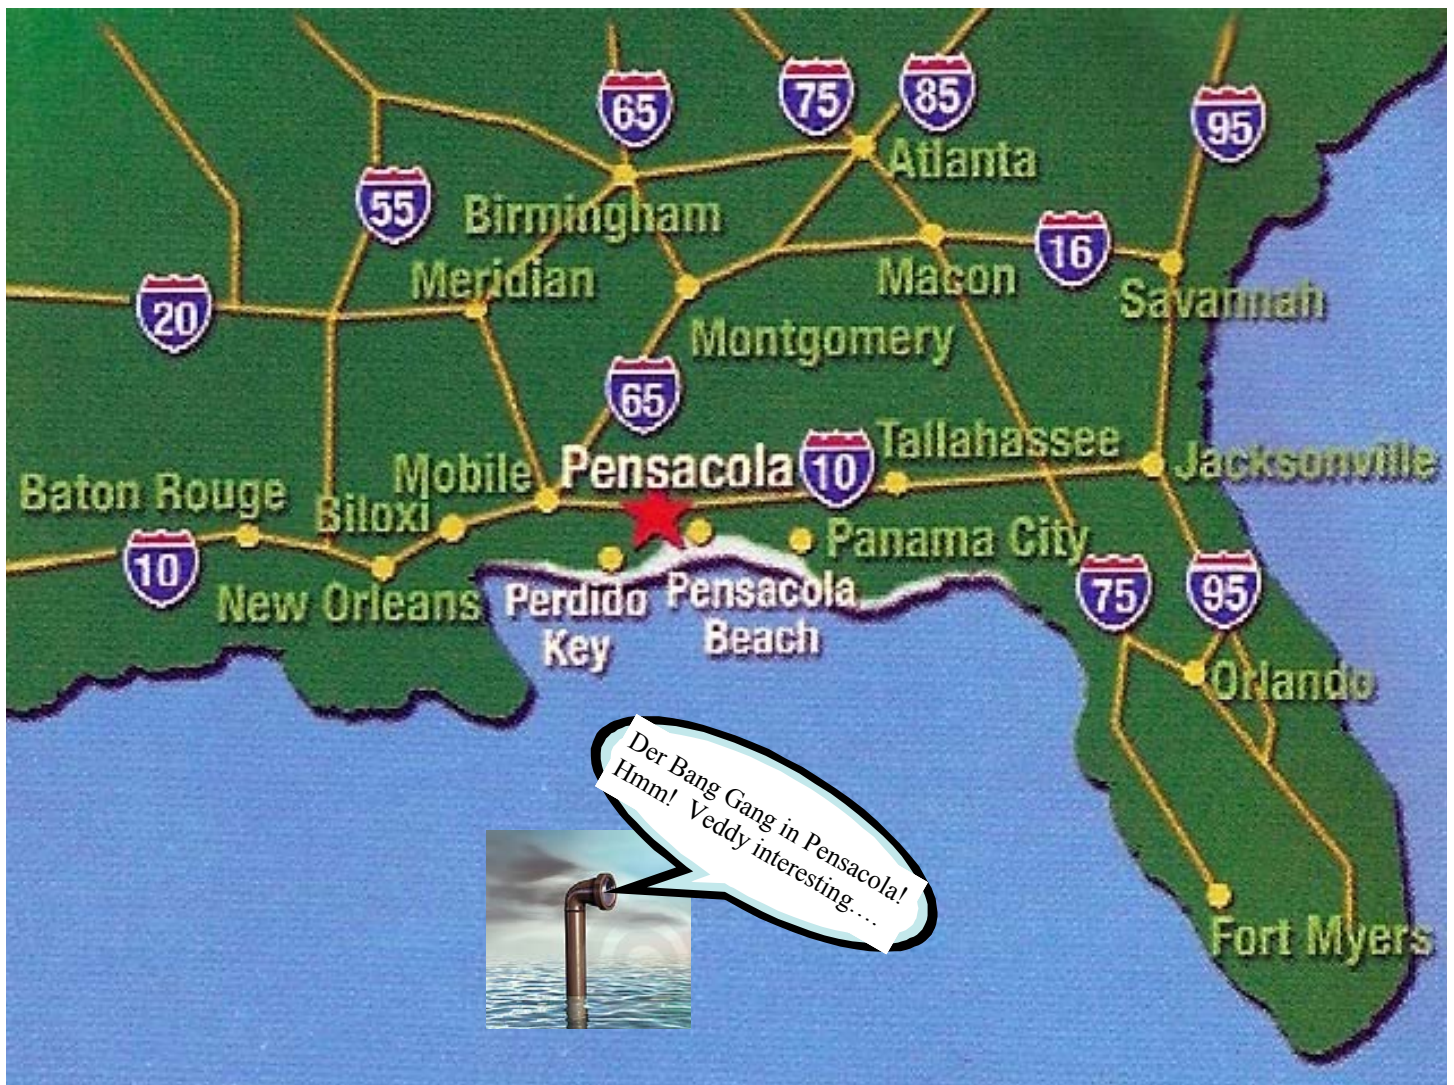 65
75
85
95
Atlanta
55
Birmingham
16
Meridian
Macon
20
Savannah
Montgomery
65
Tallahassee
Pensacola
10
Mobile
Jacksonville
Baton Rouge
Biloxi
Panama City
10
75
95
New Orleans
Perdido
Key
Pensacola
Beach
Orlando
Der Bang Gang in Pensacola!
Hmm! Veddy interesting....
Fort Myers